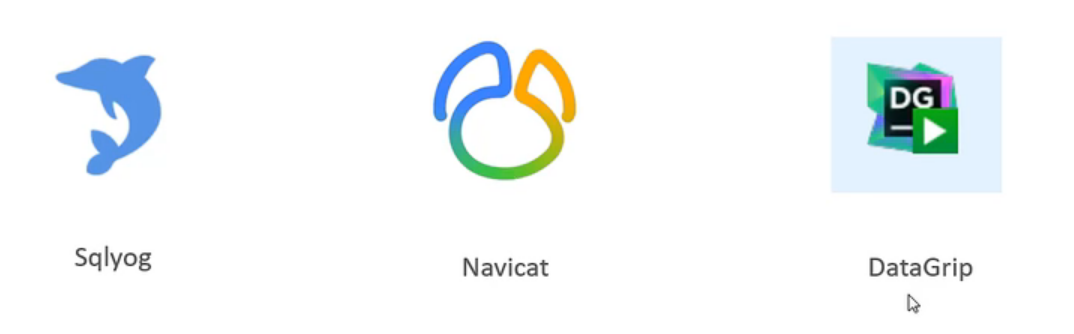 DG
Sqlyog
Navicat
DataGrip